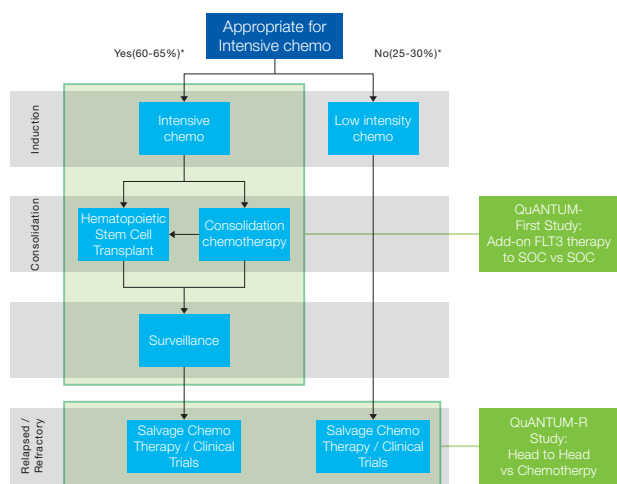 Appropriate for
Intensive chemo
Yes(60-65%)*
No(25-30%)*
Induction
Intensive
chemo
Low intensity
chemo
Consolidation
Hematopoietic
Stem Cell
Transplant
Consolidation
chemotherapy
QuANTUM-
First Study:
Add-on FLT3 therapy
to SOC vs SOC
Surveillance
Relapsed /
Refractory
Salvage Chemo
Therapy / Clinical
Trials
Salvage Chemo
Therapy / Clinical
Trials
QuANTUM-R
Study:
Head to Head
vs Chemotherpy